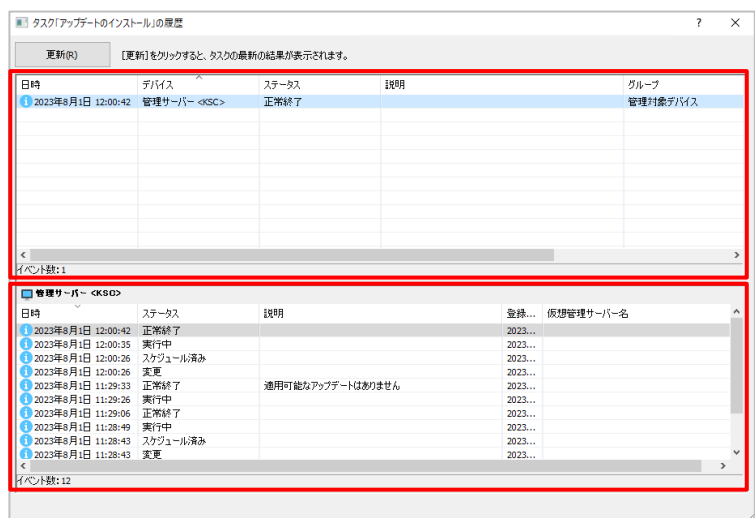 タスク「アップデートのインストール」の履歴
更新(R) [更新]をクリックすると、タスクの最新の結果が表示されます。
日時 デバイス ステータス 説明 グループ
2023年8月1日 12:00:42 管理サーバー <KSC> 正常終了 管理対象デバイス
イベント数: 1
管理サーバー <KSC>
日時 ステータス 説明 登録... 仮想管理サーバー名
2023年8月1日 12:00:42 正常終了 2023...
2023年8月1日 12:00:35 実行中 2023...
2023年8月1日 12:00:26 スケジュール済み 2023...
2023年8月1日 12:00:26 変更 2023...
2023年8月1日 11:29:33 正常終了 適用可能なアップデートはありません 2023...
2023年8月1日 11:29:26 実行中 2023...
2023年8月1日 11:29:06 正常終了 2023...
2023年8月1日 11:28:49 実行中 2023...
2023年8月1日 11:28:43 スケジュール済み 2023...
2023年8月1日 11:28:43 変更 2023...
イベント数: 12